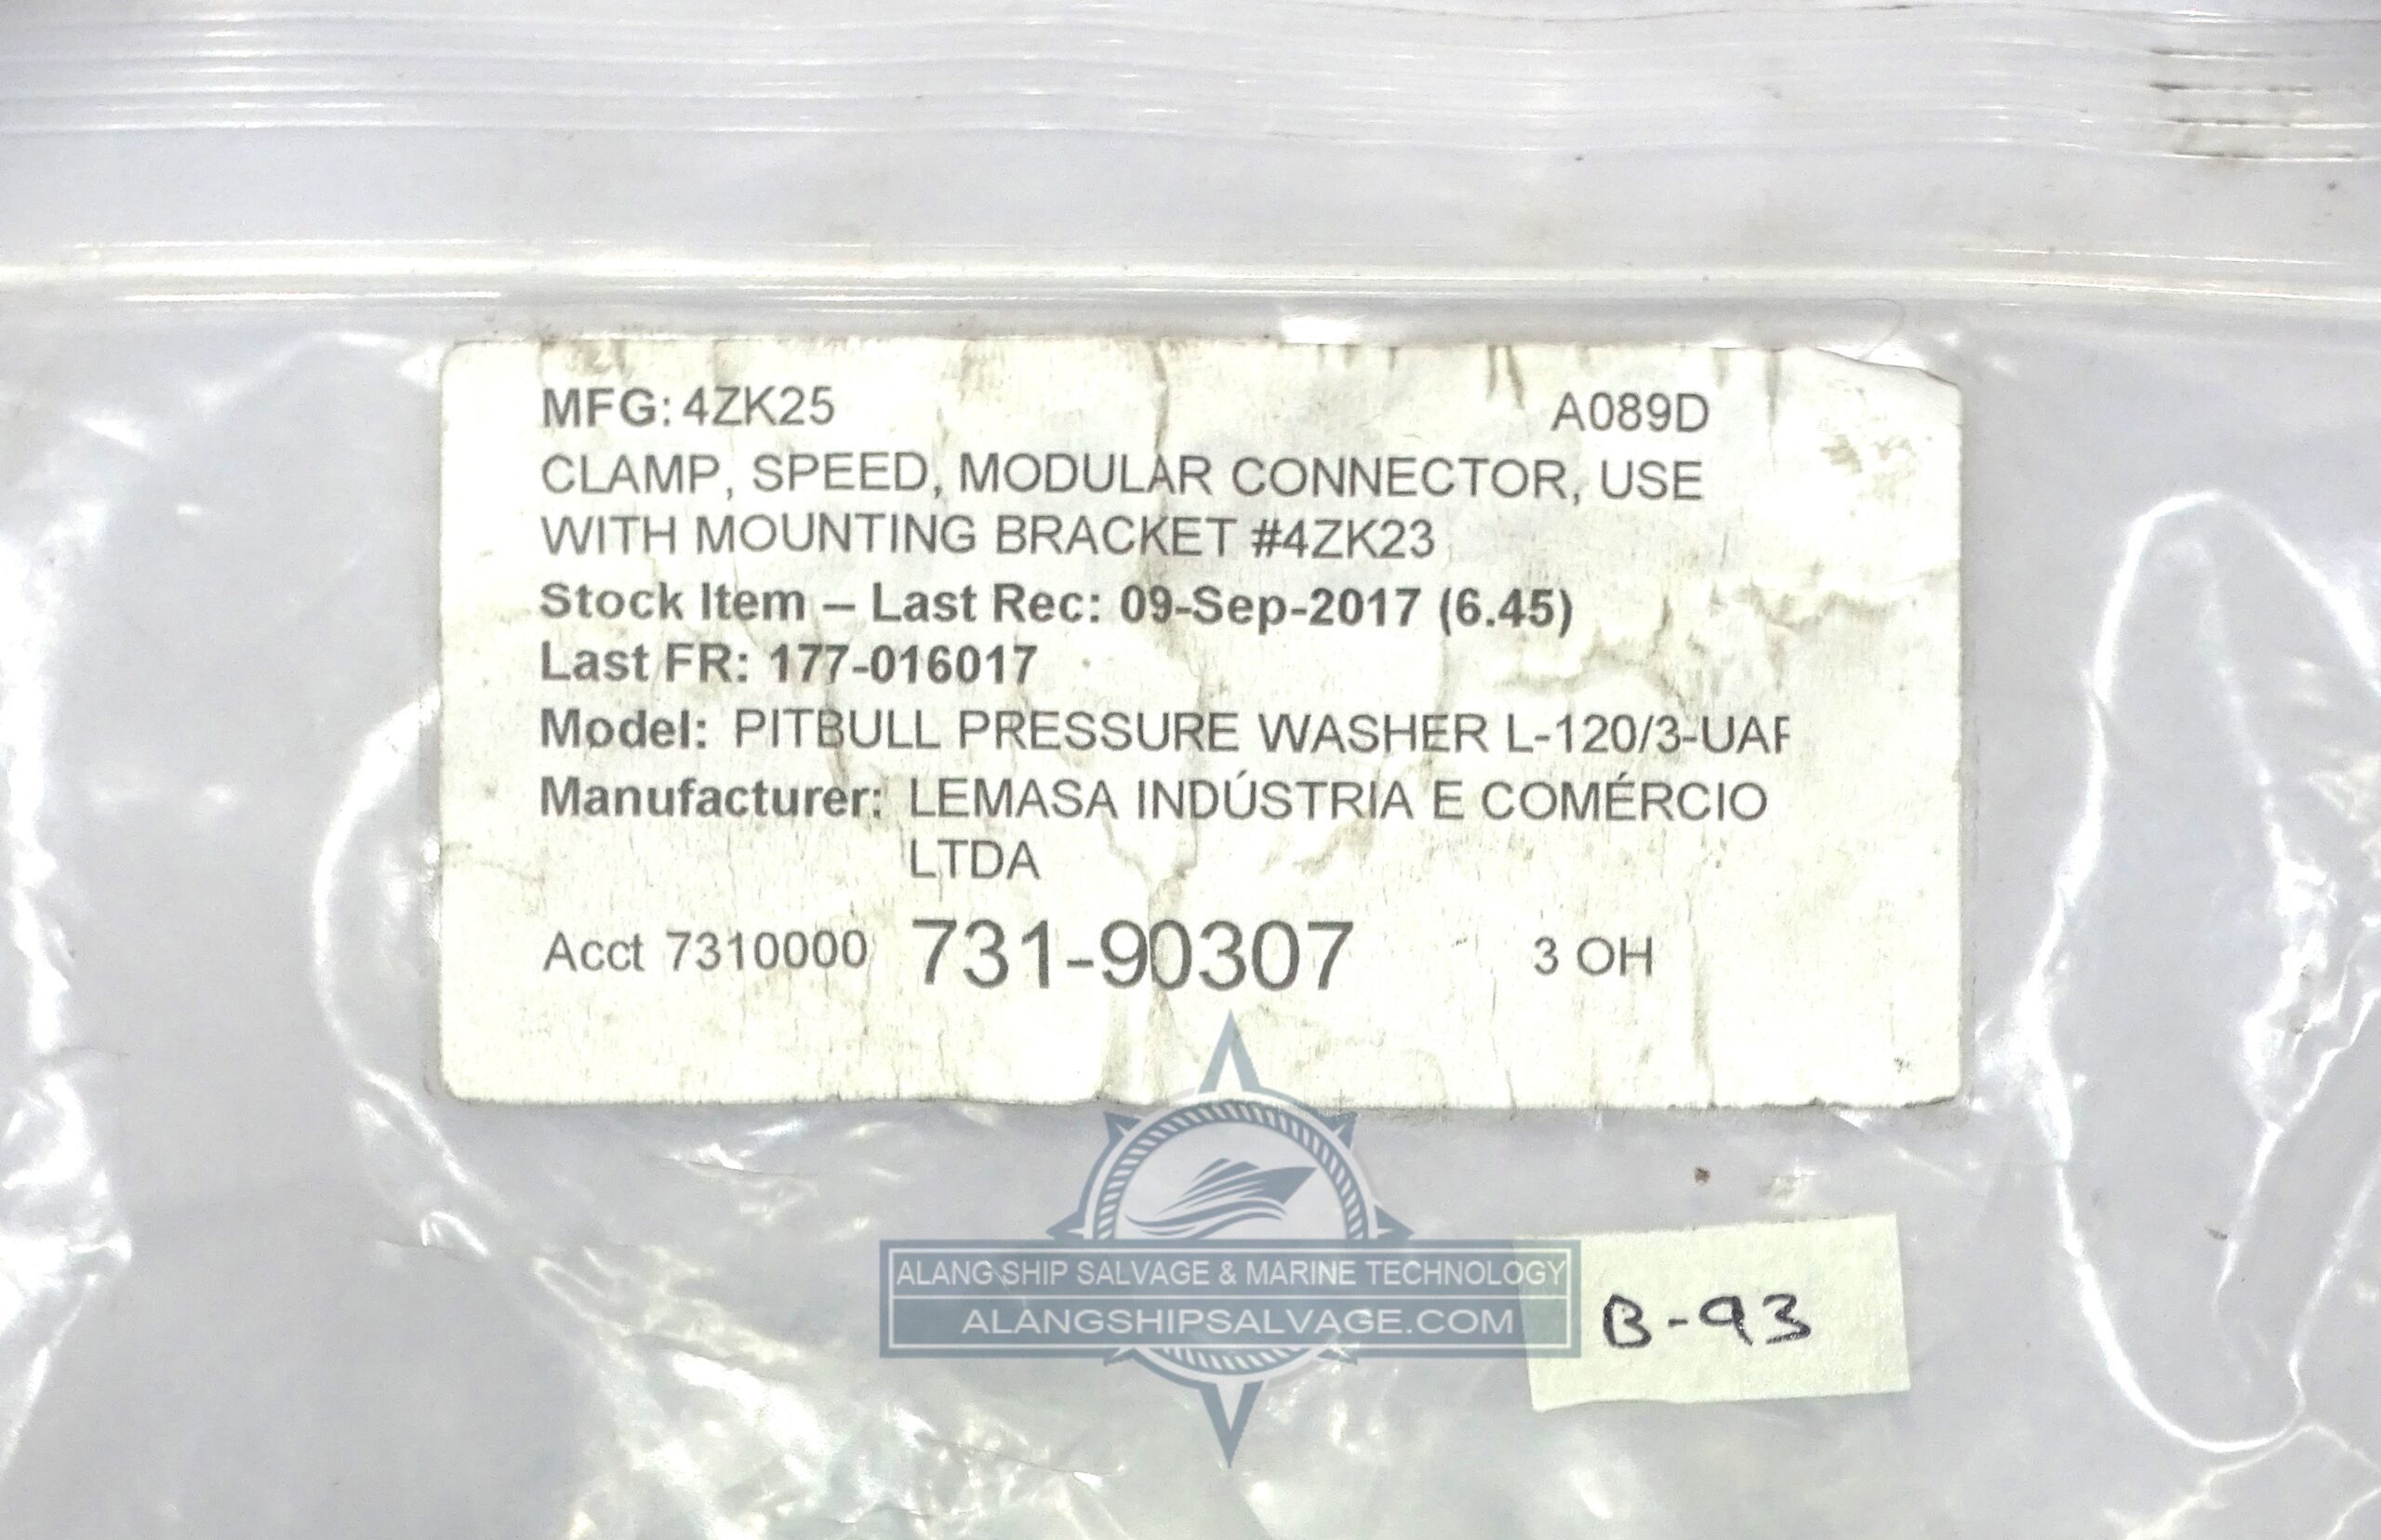 MFG: 4ZK25 A089D
CLAMP, SPEED, MODULAR CONNECTOR, USE
WITH MOUNTING BRACKET #4ZK23
Stock Item – Last Rec: 09-Sep-2017 (6.45)
Last FR: 177-016017
Model: PITBULL PRESSURE WASHER L-120/3-UAF
Manufacturer: LEMASA INDÚSTRIA E COMÉRCIO
LTDA
Acct 7310000 731-90307 3 OH
ALANG SHIP SALVAGE & MARINE TECHNOLOGY
ALANGSHIPSALVAGE.COM
B-93